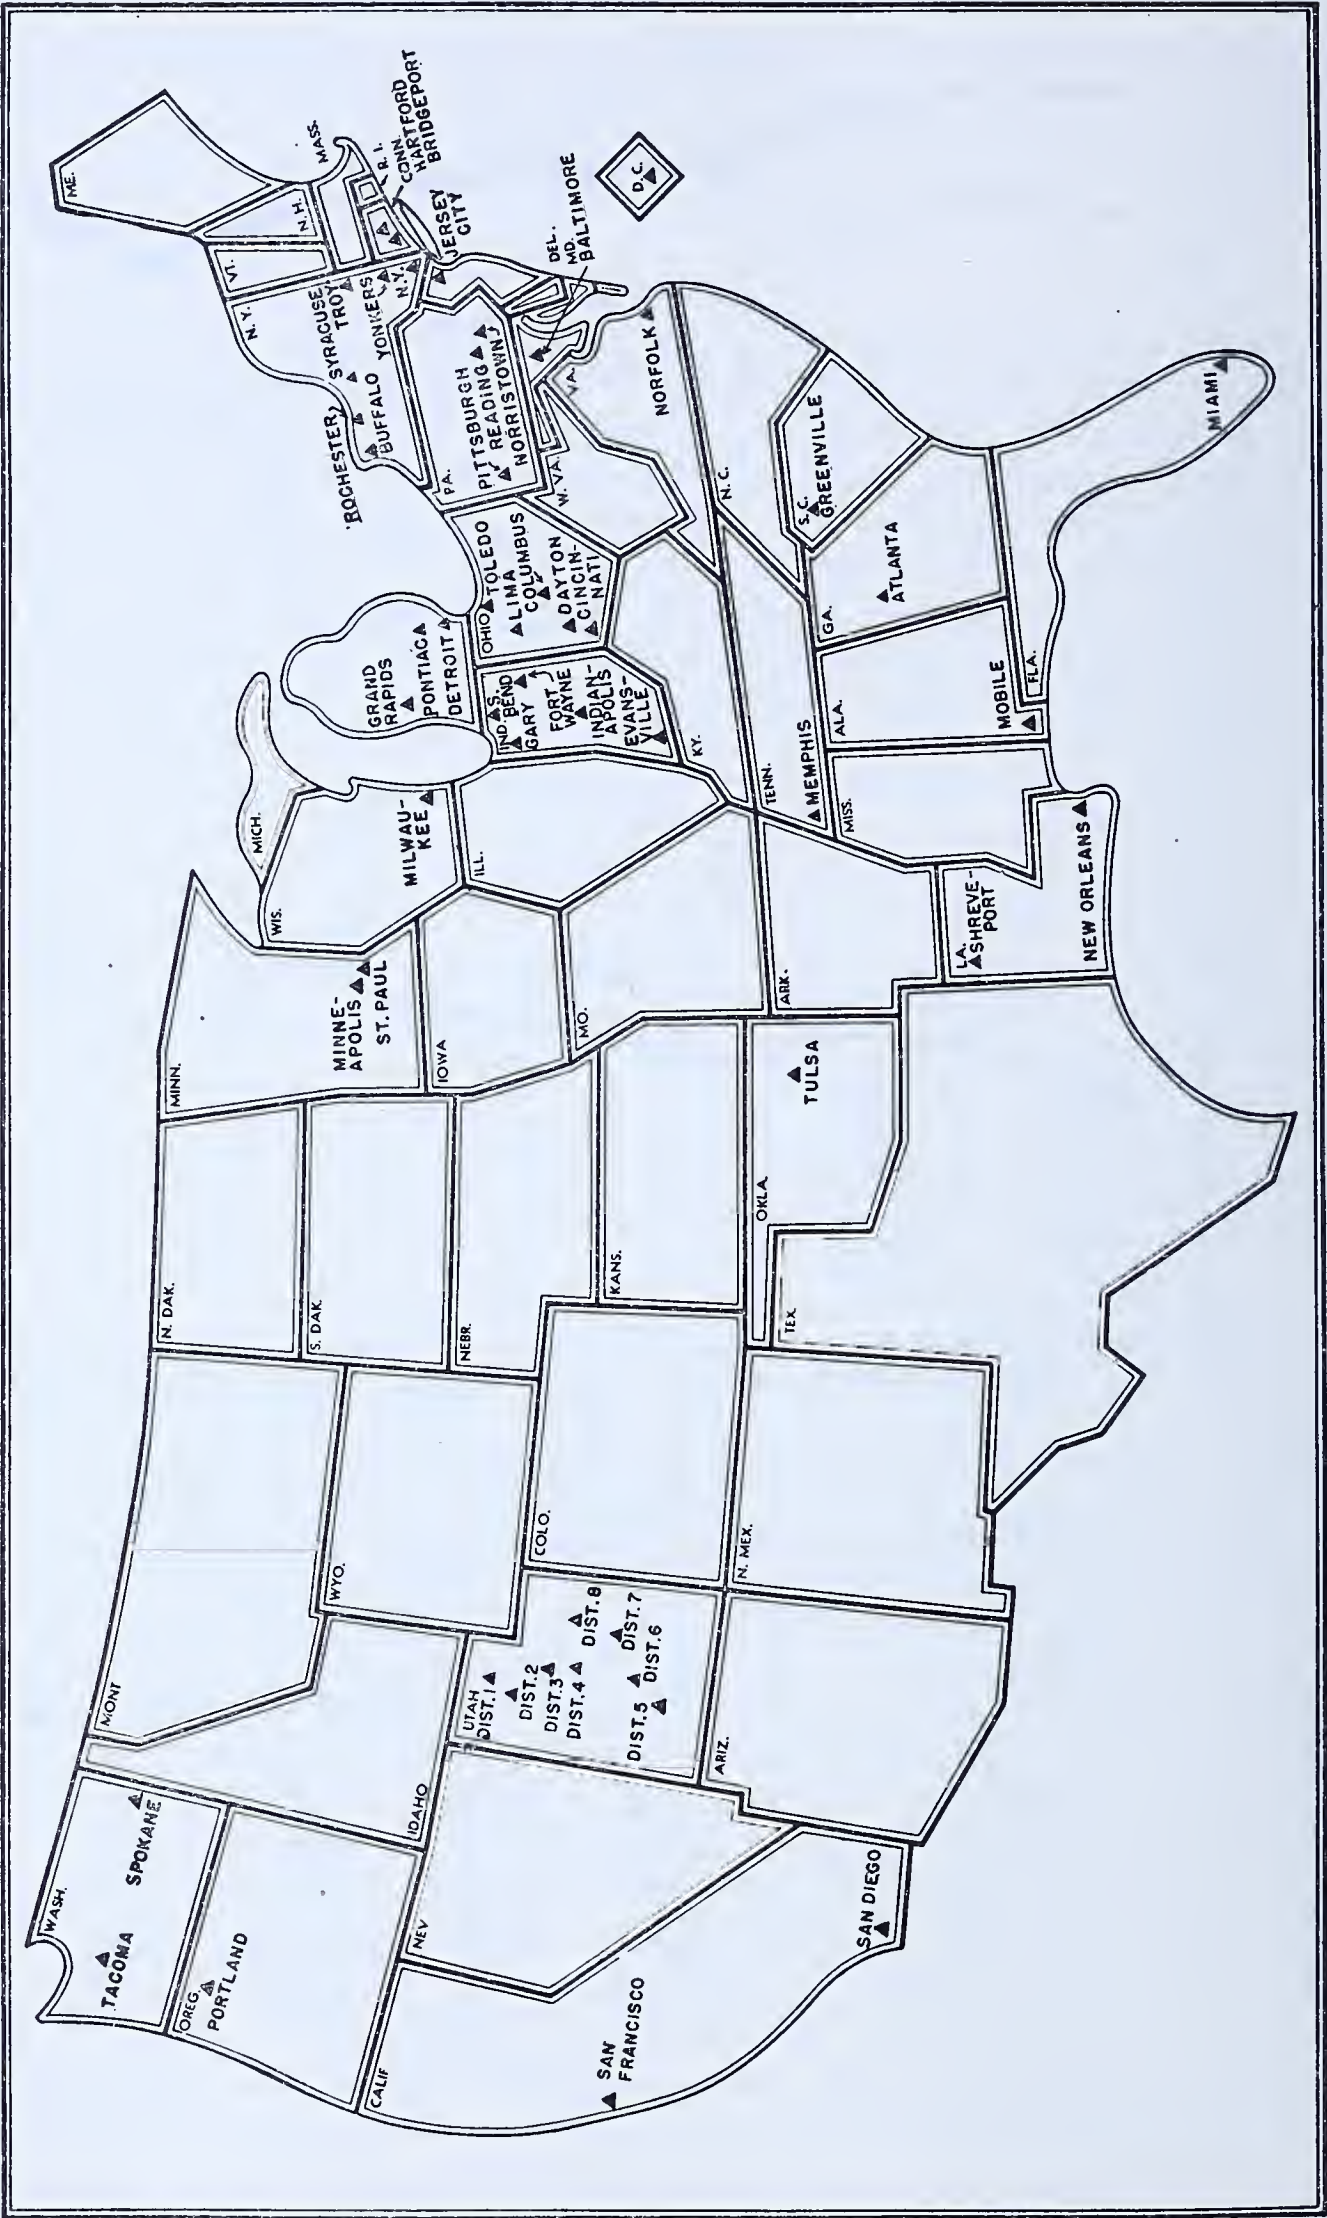 WASH.
TACOMA
SPOKANE
OREG.
PORTLAND
CALIF
SAN
FRANCISCO
SAN DIEGO
NEV
IDAHO
MONT
WYO.
UTAH
DIST.1
DIST.2
DIST.3
DIST.4
DIST.5
DIST.6
DIST.7
DIST.8
ARIZ.
COLO.
N. MEX.
N. DAK.
S. DAK.
NEBR.
KANS.
OKLA.
TULSA
TEX.
MINN.
MINNE-
APOLIS
ST. PAUL
IOWA
MO.
ARK.
LA.
SHREVE-
PORT
NEW ORLEANS
WIS.
MILWAU-
KEE
ILL.
MICH.
GRAND
RAPIDS
PONTIAC
DETROIT
IND.
S.
BEND
GARY
FORT
WAYNE
INDIAN-
APOLIS
EVANS-
VILLE
OHIO
TOLEDO
LIMA
COLUMBUS
DAYTON
CINCIN-
NATI
KY.
TENN.
MEMPHIS
MISS.
ALA.
MOBILE
GA.
ATLANTA
FLA.
MIAMI
S.C.
GREENVILLE
N.C.
VA.
NORFOLK
W. VA.
PA.
PITTSBURGH
READING
NORRISTOWN
N.Y.
ROCHESTER,
SYRACUSE
TROY
BUFFALO
YONKERS
N.Y.
VT.
N.H.
ME.
MASS.
R. I.
CONN.
HARTFORD
BRIDGEPORT
JERSEY
CITY
DEL.
MD.
BALTIMORE
D.C.